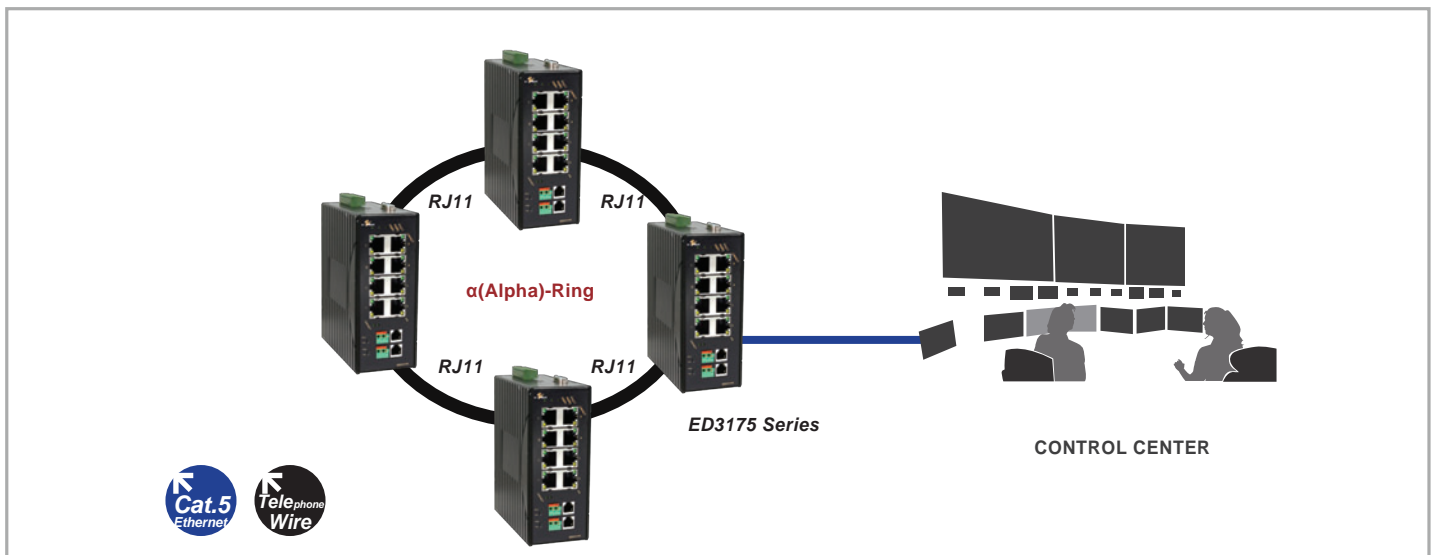 RJ11
RJ11
α(Alpha)-Ring
RJ11
RJ11
ED3175 Series
CONTROL CENTER
Cat.5
Ethernet
Telephone
Wire